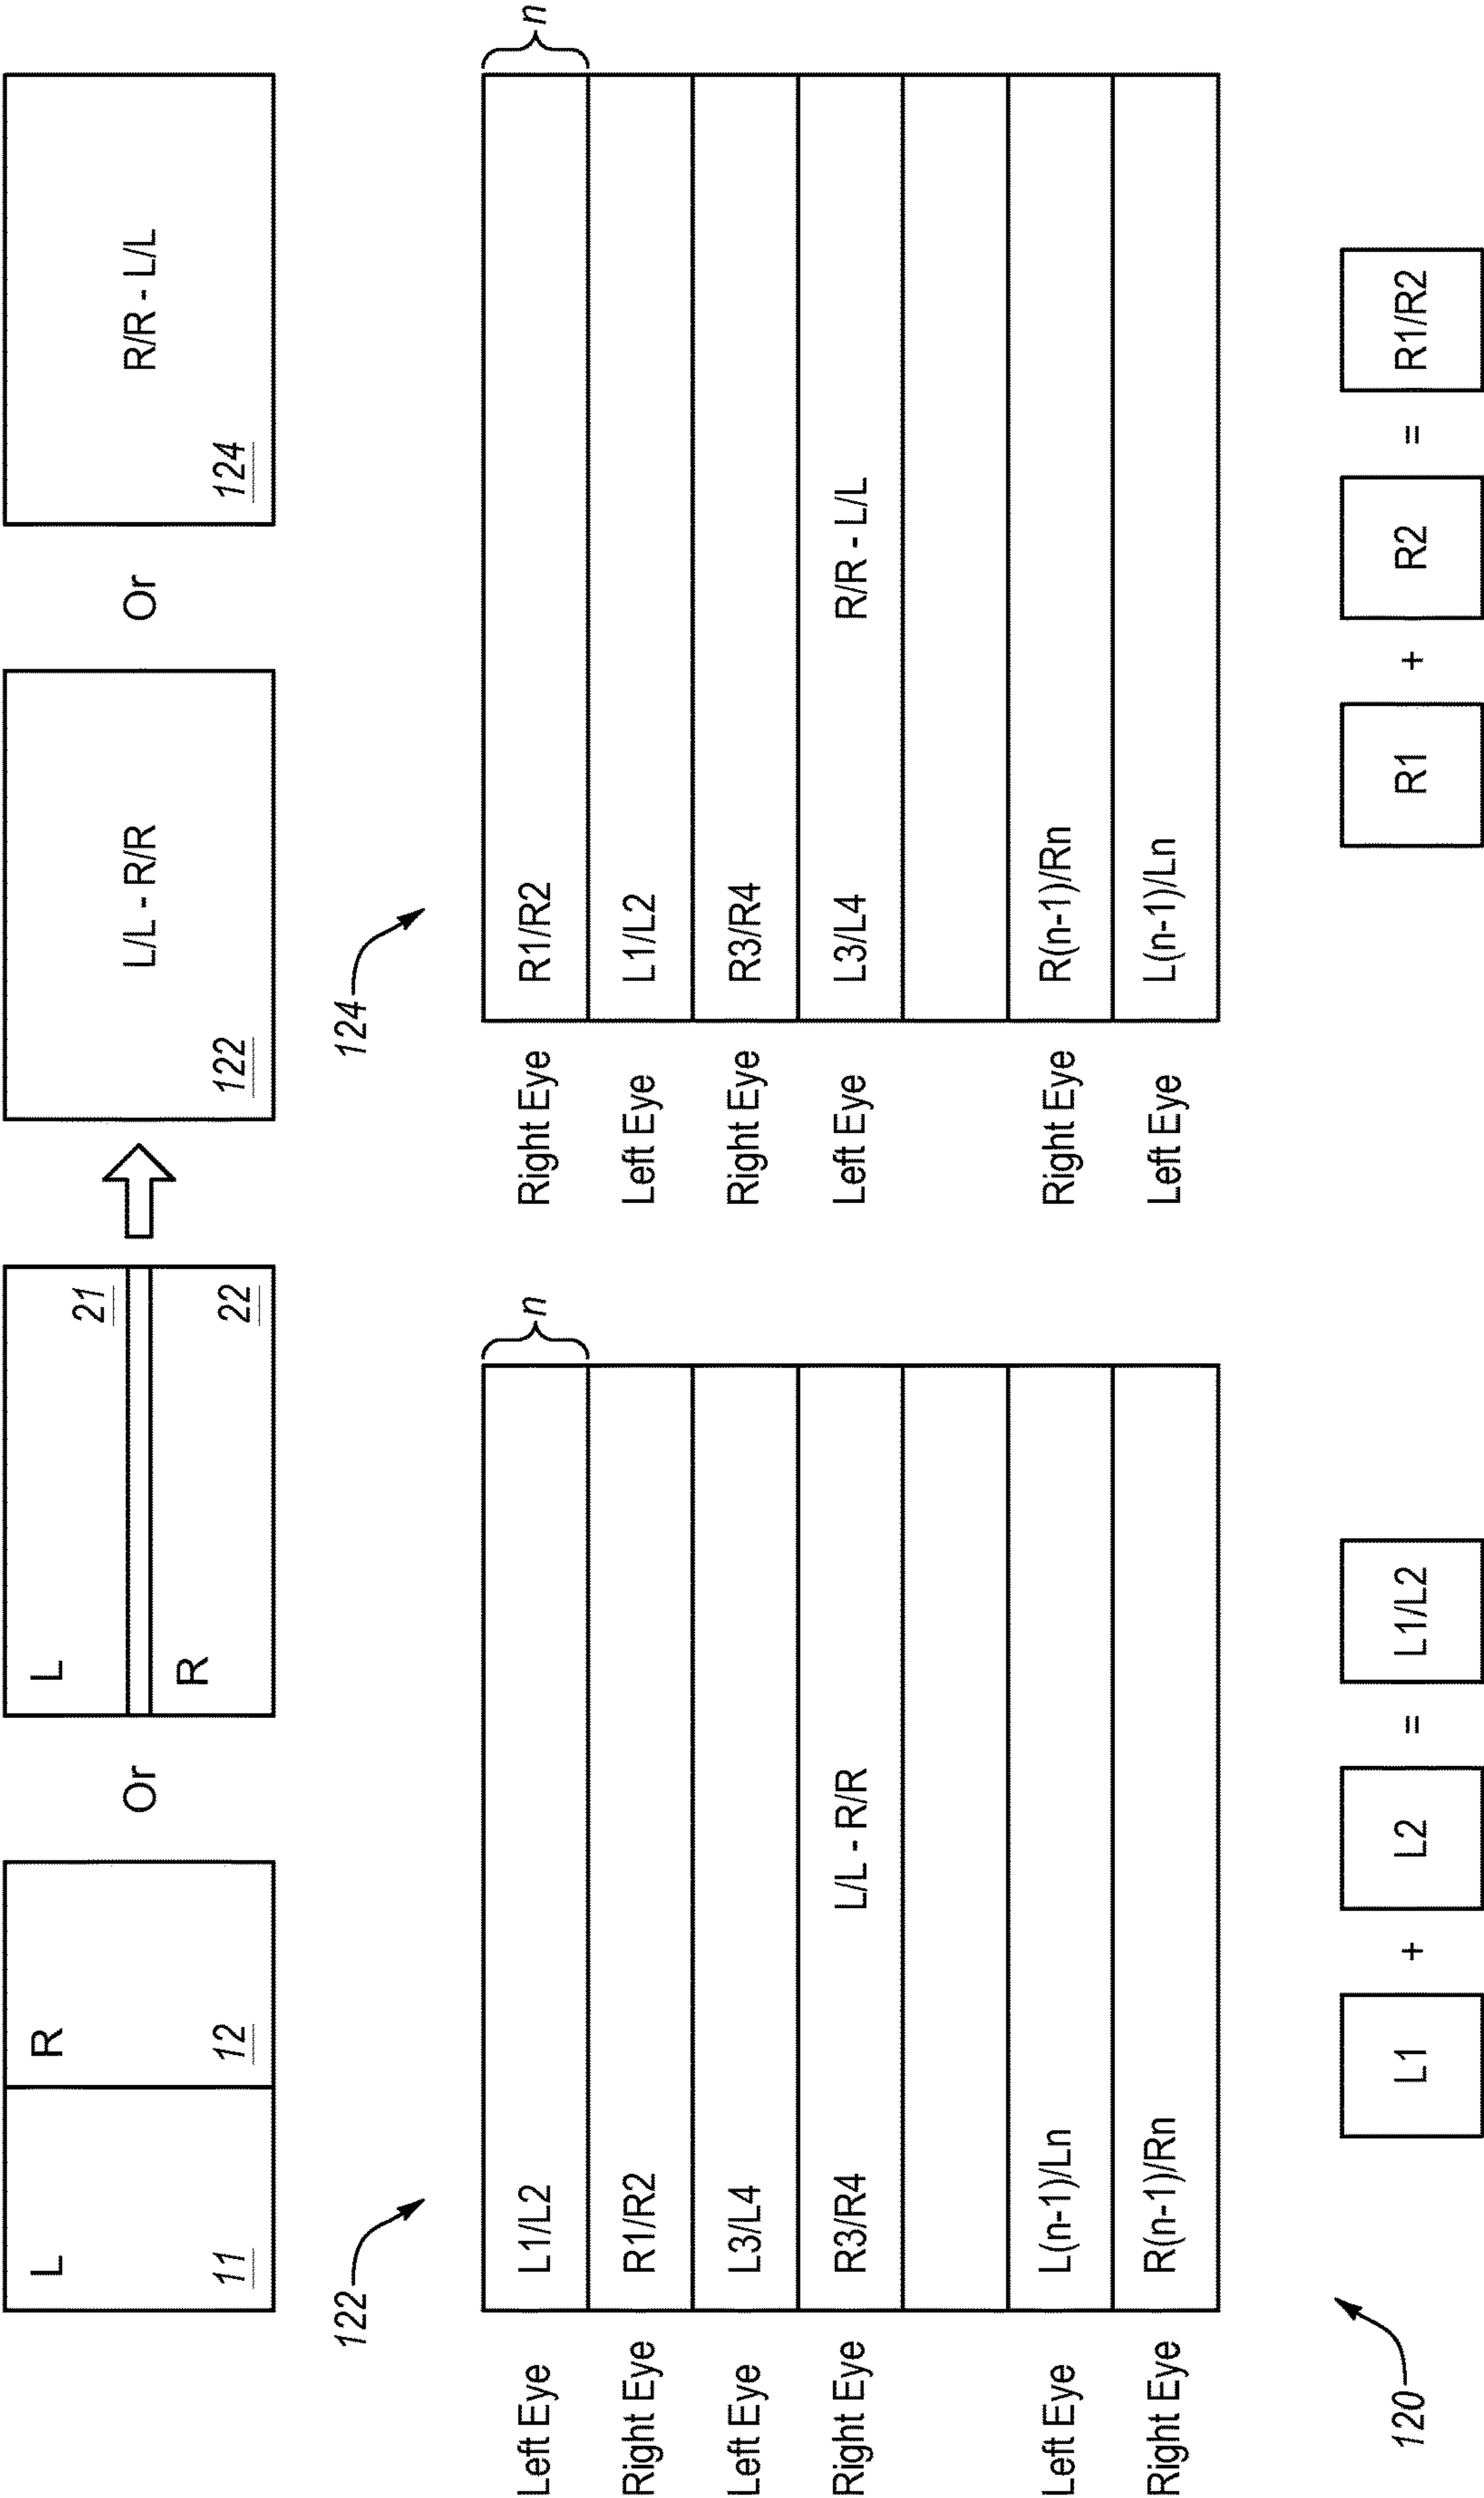 L R Or L 21 L/L - R/R Or R/R - L/L
11 12 R 22 122 124
122 124
n n
Left Eye L1/L2 Right Eye R1/R2
Right Eye R1/R2 Left Eye L1/L2
Left Eye L3/L4 Right Eye R3/R4
Right Eye R3/R4 L/L - R/R Left Eye L3/L4 R/R - L/L
Left Eye L(n-1)/Ln Right Eye R(n-1)/Rn
Right Eye R(n-1)/Rn Left Eye L(n-1)/Ln
120
L1 + L2 = L1/L2 R1 + R2 = R1/R2